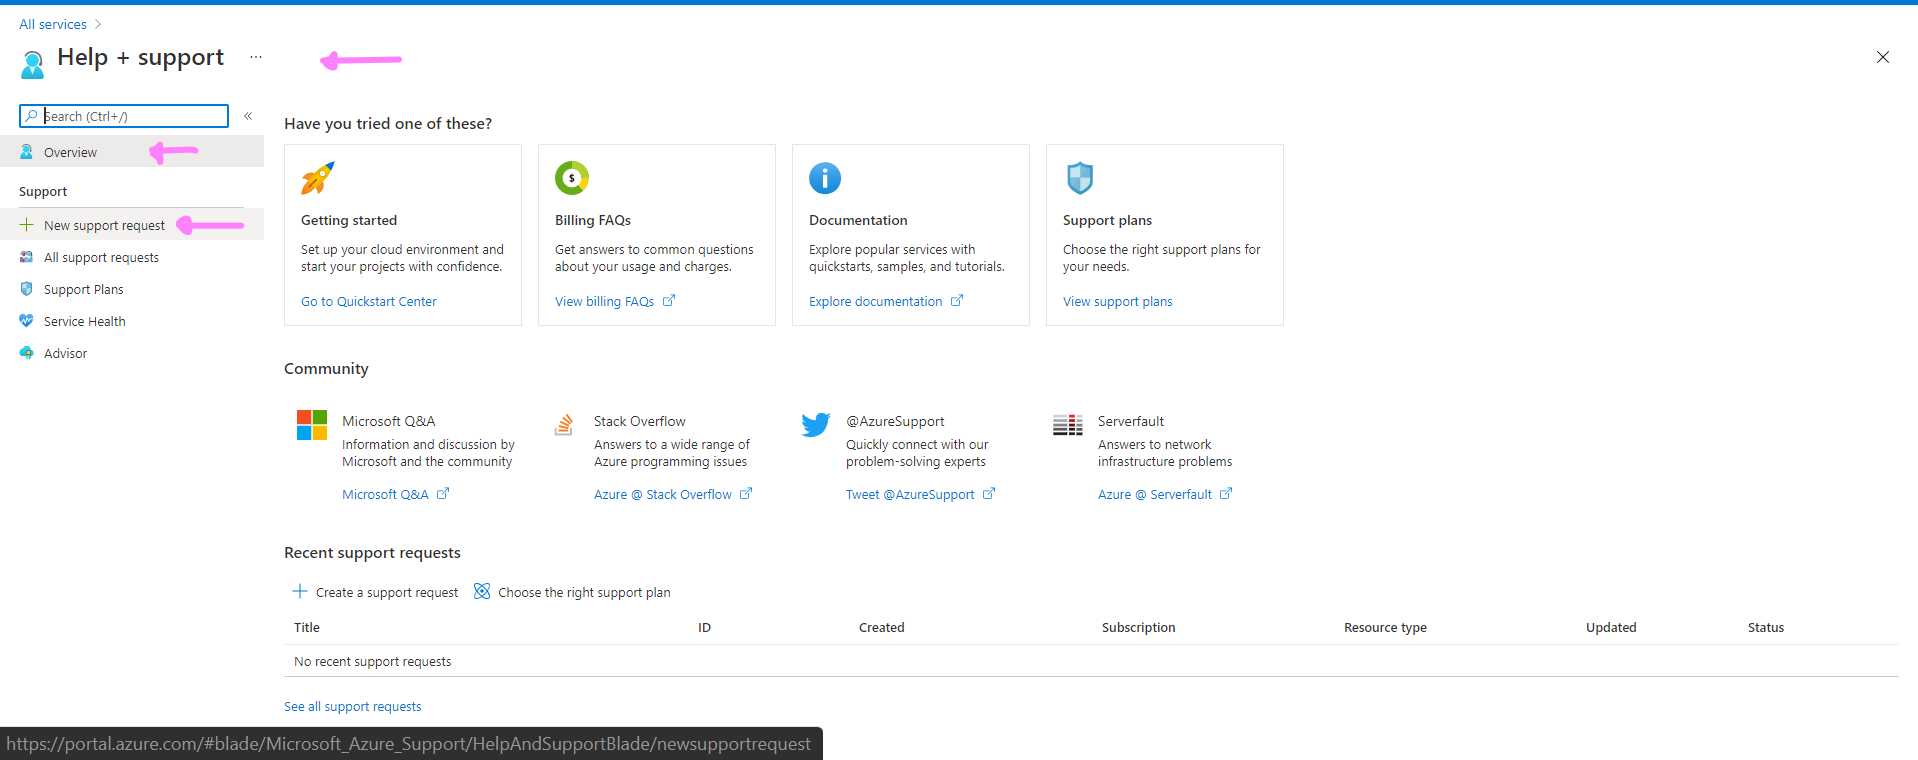 All services
Help + support ...
Search (Ctrl+/)
Overview
Support
New support request
All support requests
Support Plans
Service Health
Advisor
Have you tried one of these?
Getting started
Set up your cloud environment and
start your projects with confidence.
Go to Quickstart Center
Billing FAQs
Get answers to common questions
about your usage and charges.
View billing FAQs
Documentation
Explore popular services with
quickstarts, samples, and tutorials.
Explore documentation
Support plans
Choose the right support plans for
your needs.
View support plans
Community
Microsoft Q&A
Information and discussion by
Microsoft and the community
Microsoft Q&A
Stack Overflow
Answers to a wide range of
Azure programming issues
Azure @ Stack Overflow
@AzureSupport
Quickly connect with our
problem-solving experts
Tweet @AzureSupport
Serverfault
Answers to network
infrastructure problems
Azure @ Serverfault
Recent support requests
Create a support request Choose the right support plan
Title ID Created Subscription Resource type Updated Status
No recent support requests
See all support requests
https://portal.azure.com/#blade/Microsoft_Azure_Support/HelpAndSupportBlade/newsupportrequest